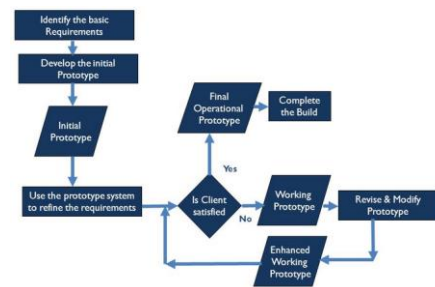 Identify the basic
Requirements
Develop the initial
Prototype
Initial
Prototype
Use the prototype system
to refine the requirements
Final
Operational
Prototype
Complete
the Build
Yes
Is Client
satisfied
No
Working
Prototype
Revise & Modify
Prototype
Enhanced
Working
Prototype